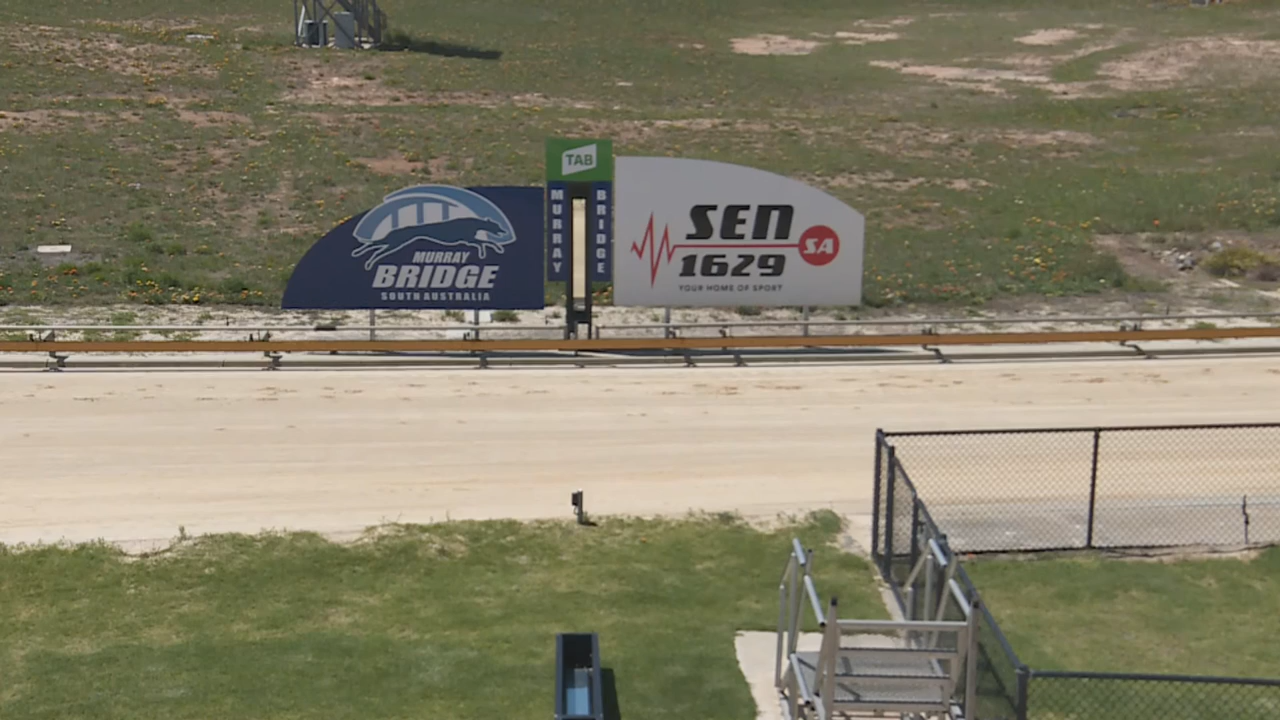 TAB
MURRAY
BRIDGE
MURRAY
BRIDGE
SOUTH AUSTRALIA
SEN
SA
1629
YOUR HOME OF SPORT